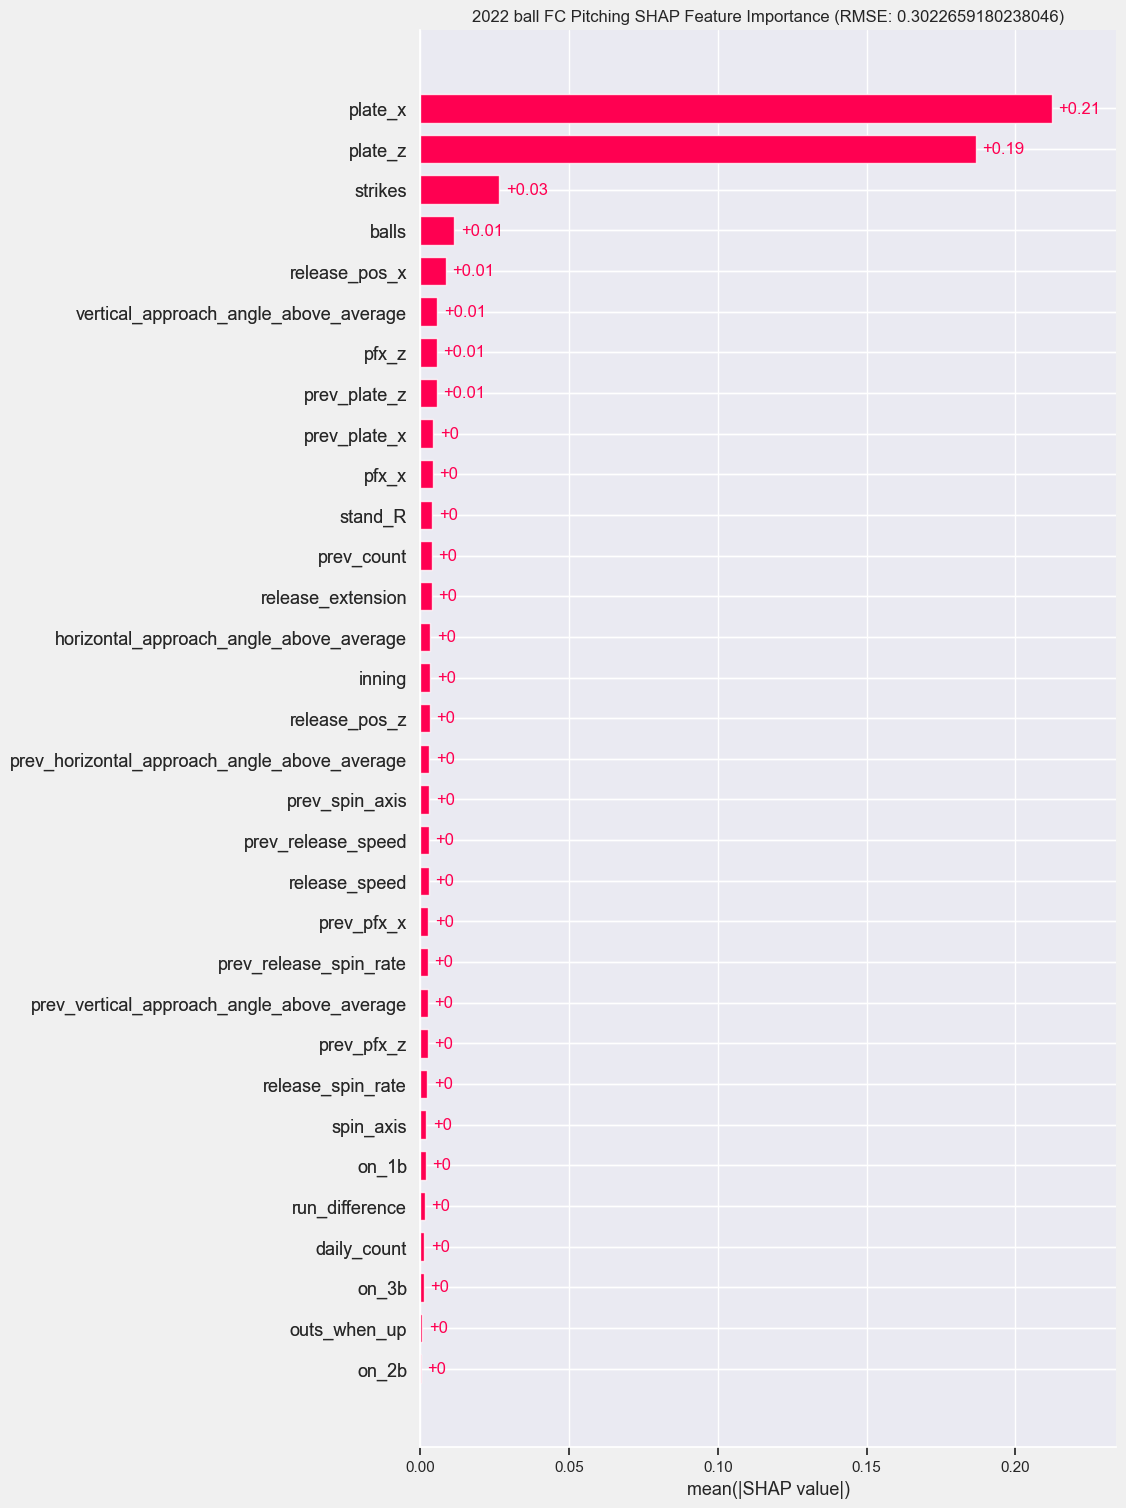 2022 ball FC Pitching SHAP Feature Importance (RMSE: 0.3022659180238046)
plate_x +0.21
plate_z +0.19
strikes +0.03
balls +0.01
release_pos_x +0.01
vertical_approach_angle_above_average +0.01
pfx_z +0.01
prev_plate_z +0.01
prev_plate_x +0
pfx_x +0
stand_R +0
prev_count +0
release_extension +0
horizontal_approach_angle_above_average +0
inning +0
release_pos_z +0
prev_horizontal_approach_angle_above_average +0
prev_spin_axis +0
prev_release_speed +0
release_speed +0
prev_pfx_x +0
prev_release_spin_rate +0
prev_vertical_approach_angle_above_average +0
prev_pfx_z +0
release_spin_rate +0
spin_axis +0
on_1b +0
run_difference +0
daily_count +0
on_3b +0
outs_when_up +0
on_2b +0
0.00 0.05 0.10 0.15 0.20
mean(|SHAP value|)